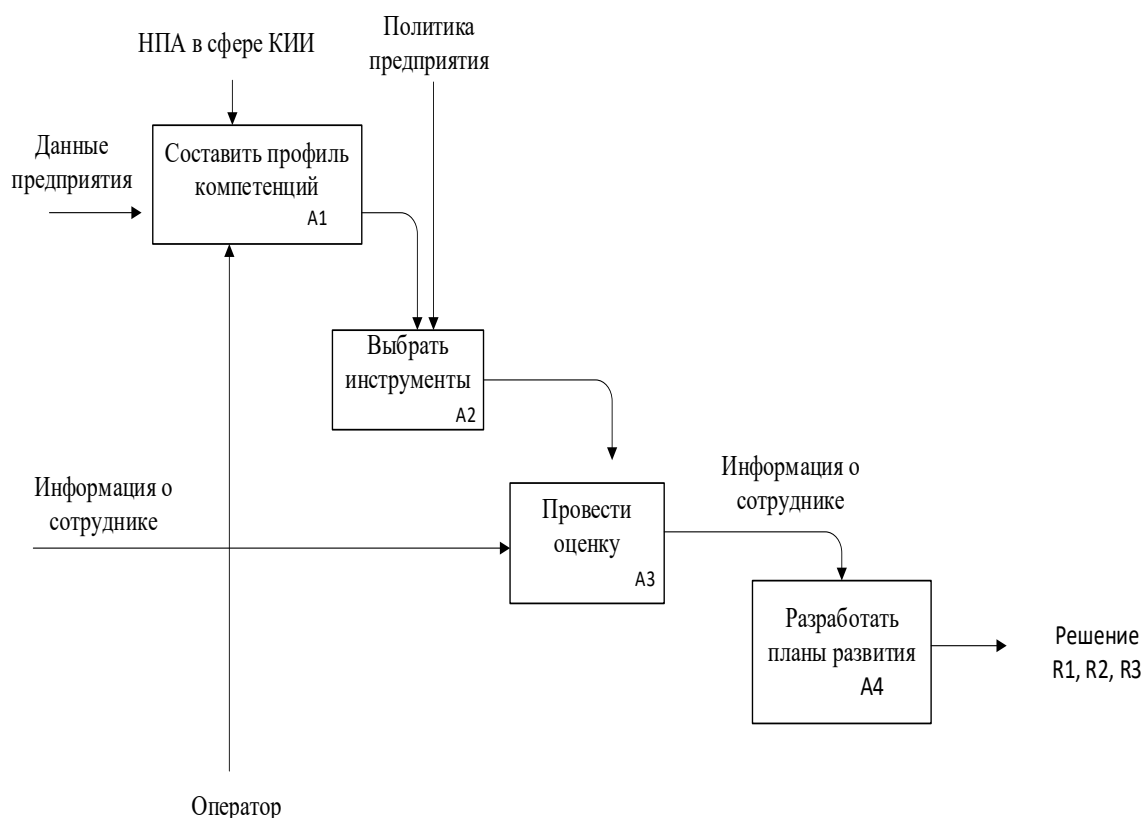 НПА в сфере КИИ
Политика
предприятия
Данные
предприятия
Составить профиль
компетенций
A1
Выбрать
инструменты
A2
Информация о
сотруднике
Провести
оценку
A3
Информация о
сотруднике
Разработать
планы развития
A4
Решение
R1, R2, R3
Оператор